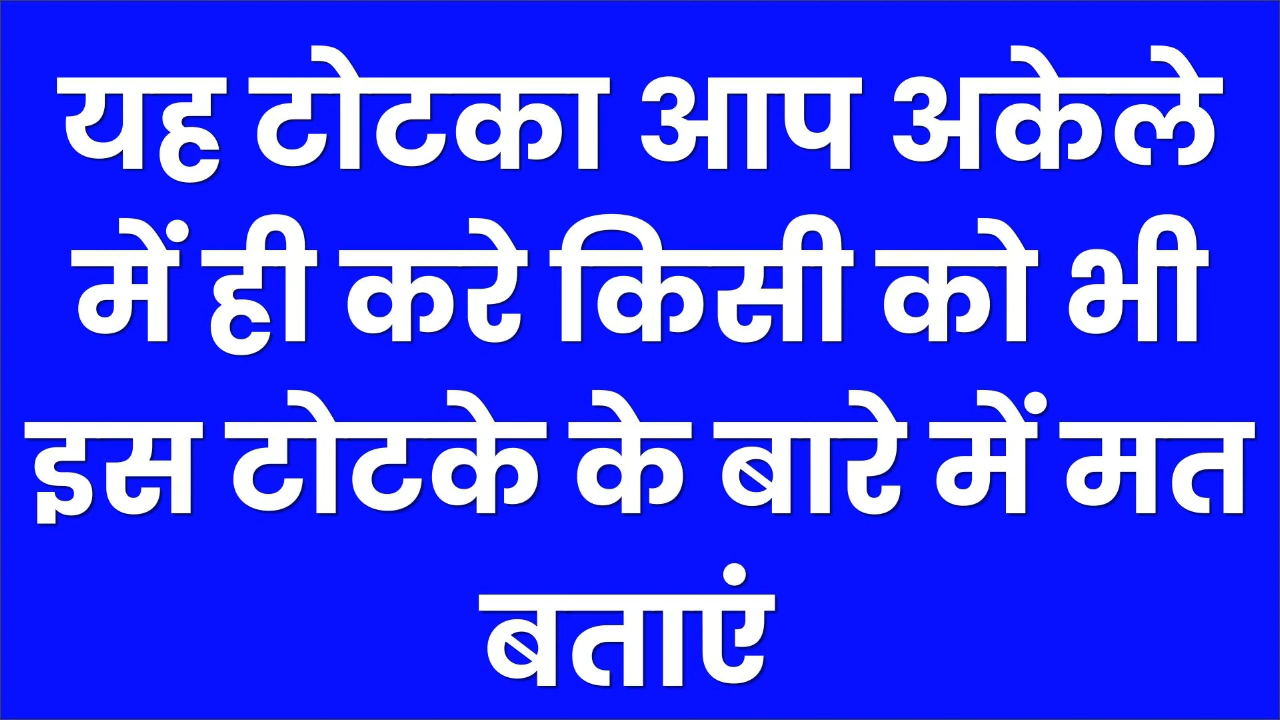 यह टोटका आप अकेले
में ही करे किसी को भी
इस टोटके के बारे में मत
बताएं